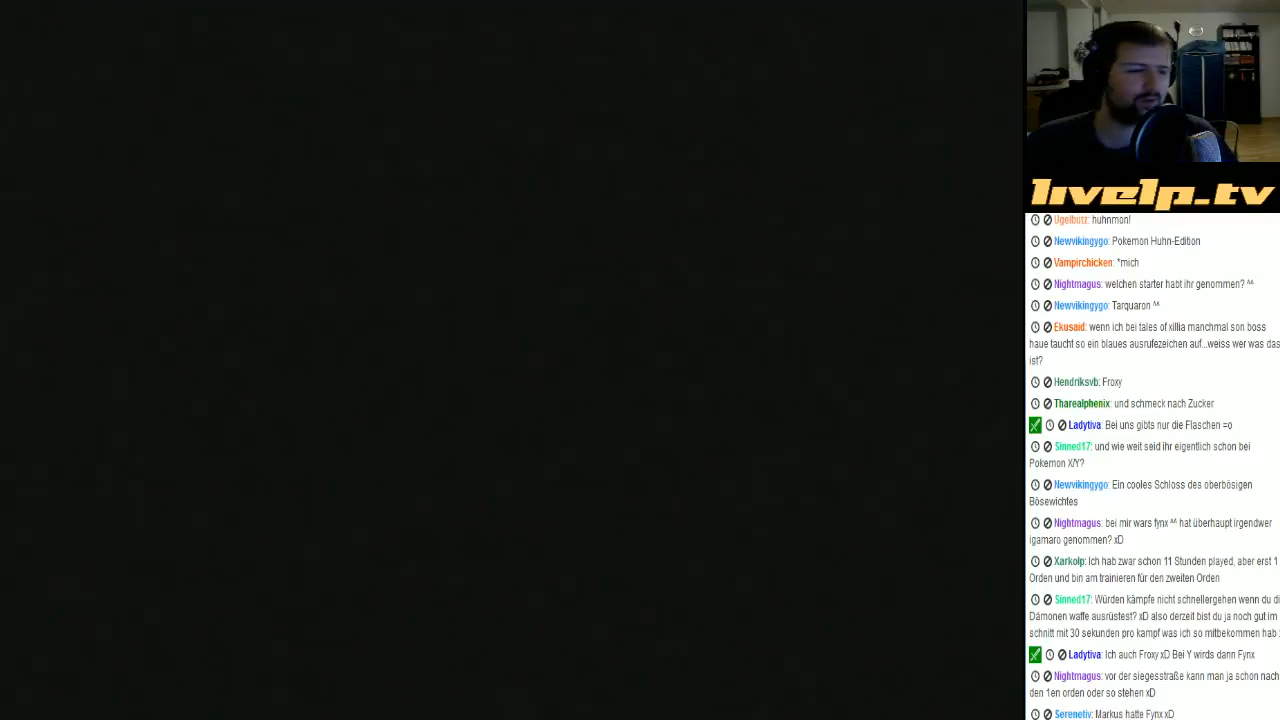 livelp.tv
Ugelbutz: huhnmon!
Newvikingygo: Pokemon Huhn-Edition
Vampirchicken: *mich
Nightmagus: welchen starter habt ihr genommen? ^^
Newvikingygo: Tarquaron ^^
Ekusaid: wenn ich bei tales of xillia manchmal son boss
haue taucht so ein blaues ausrufezeichen auf...weiss wer was das
ist?
Hendriksvb: Froxy
Tharealphenix: und schmeck nach Zucker
Ladytiva: Bei uns gibts nur die Flaschen =o
Sinned17: und wie weit seid ihr eigentlich schon bei
Pokemon X/Y?
Newvikingygo: Ein cooles Schloss des oberbösigen
Bösewichtes
Nightmagus: bei mir wars fynx ^^ hat überhaupt irgendwer
igamaro genommen? xD
Xarkolp: Ich hab zwar schon 11 Stunden played, aber erst 1
Orden und bin am trainieren für den zweiten Orden
Sinned17: Würden kämpfe nicht schnellergehen wenn du di
Dämonen waffe ausrüstest? xD also derzeit bist du ja noch gut im
schnitt mit 30 sekunden pro kampf was ich so mitbekommen hab
Ladytiva: Ich auch Froxy xD Bei Y wirds dann Fynx
Nightmagus: vor der siegesstraße kann man ja schon nach
den 1en orden oder so stehen xD
Serenetiv: Markus hatte Fynx xD